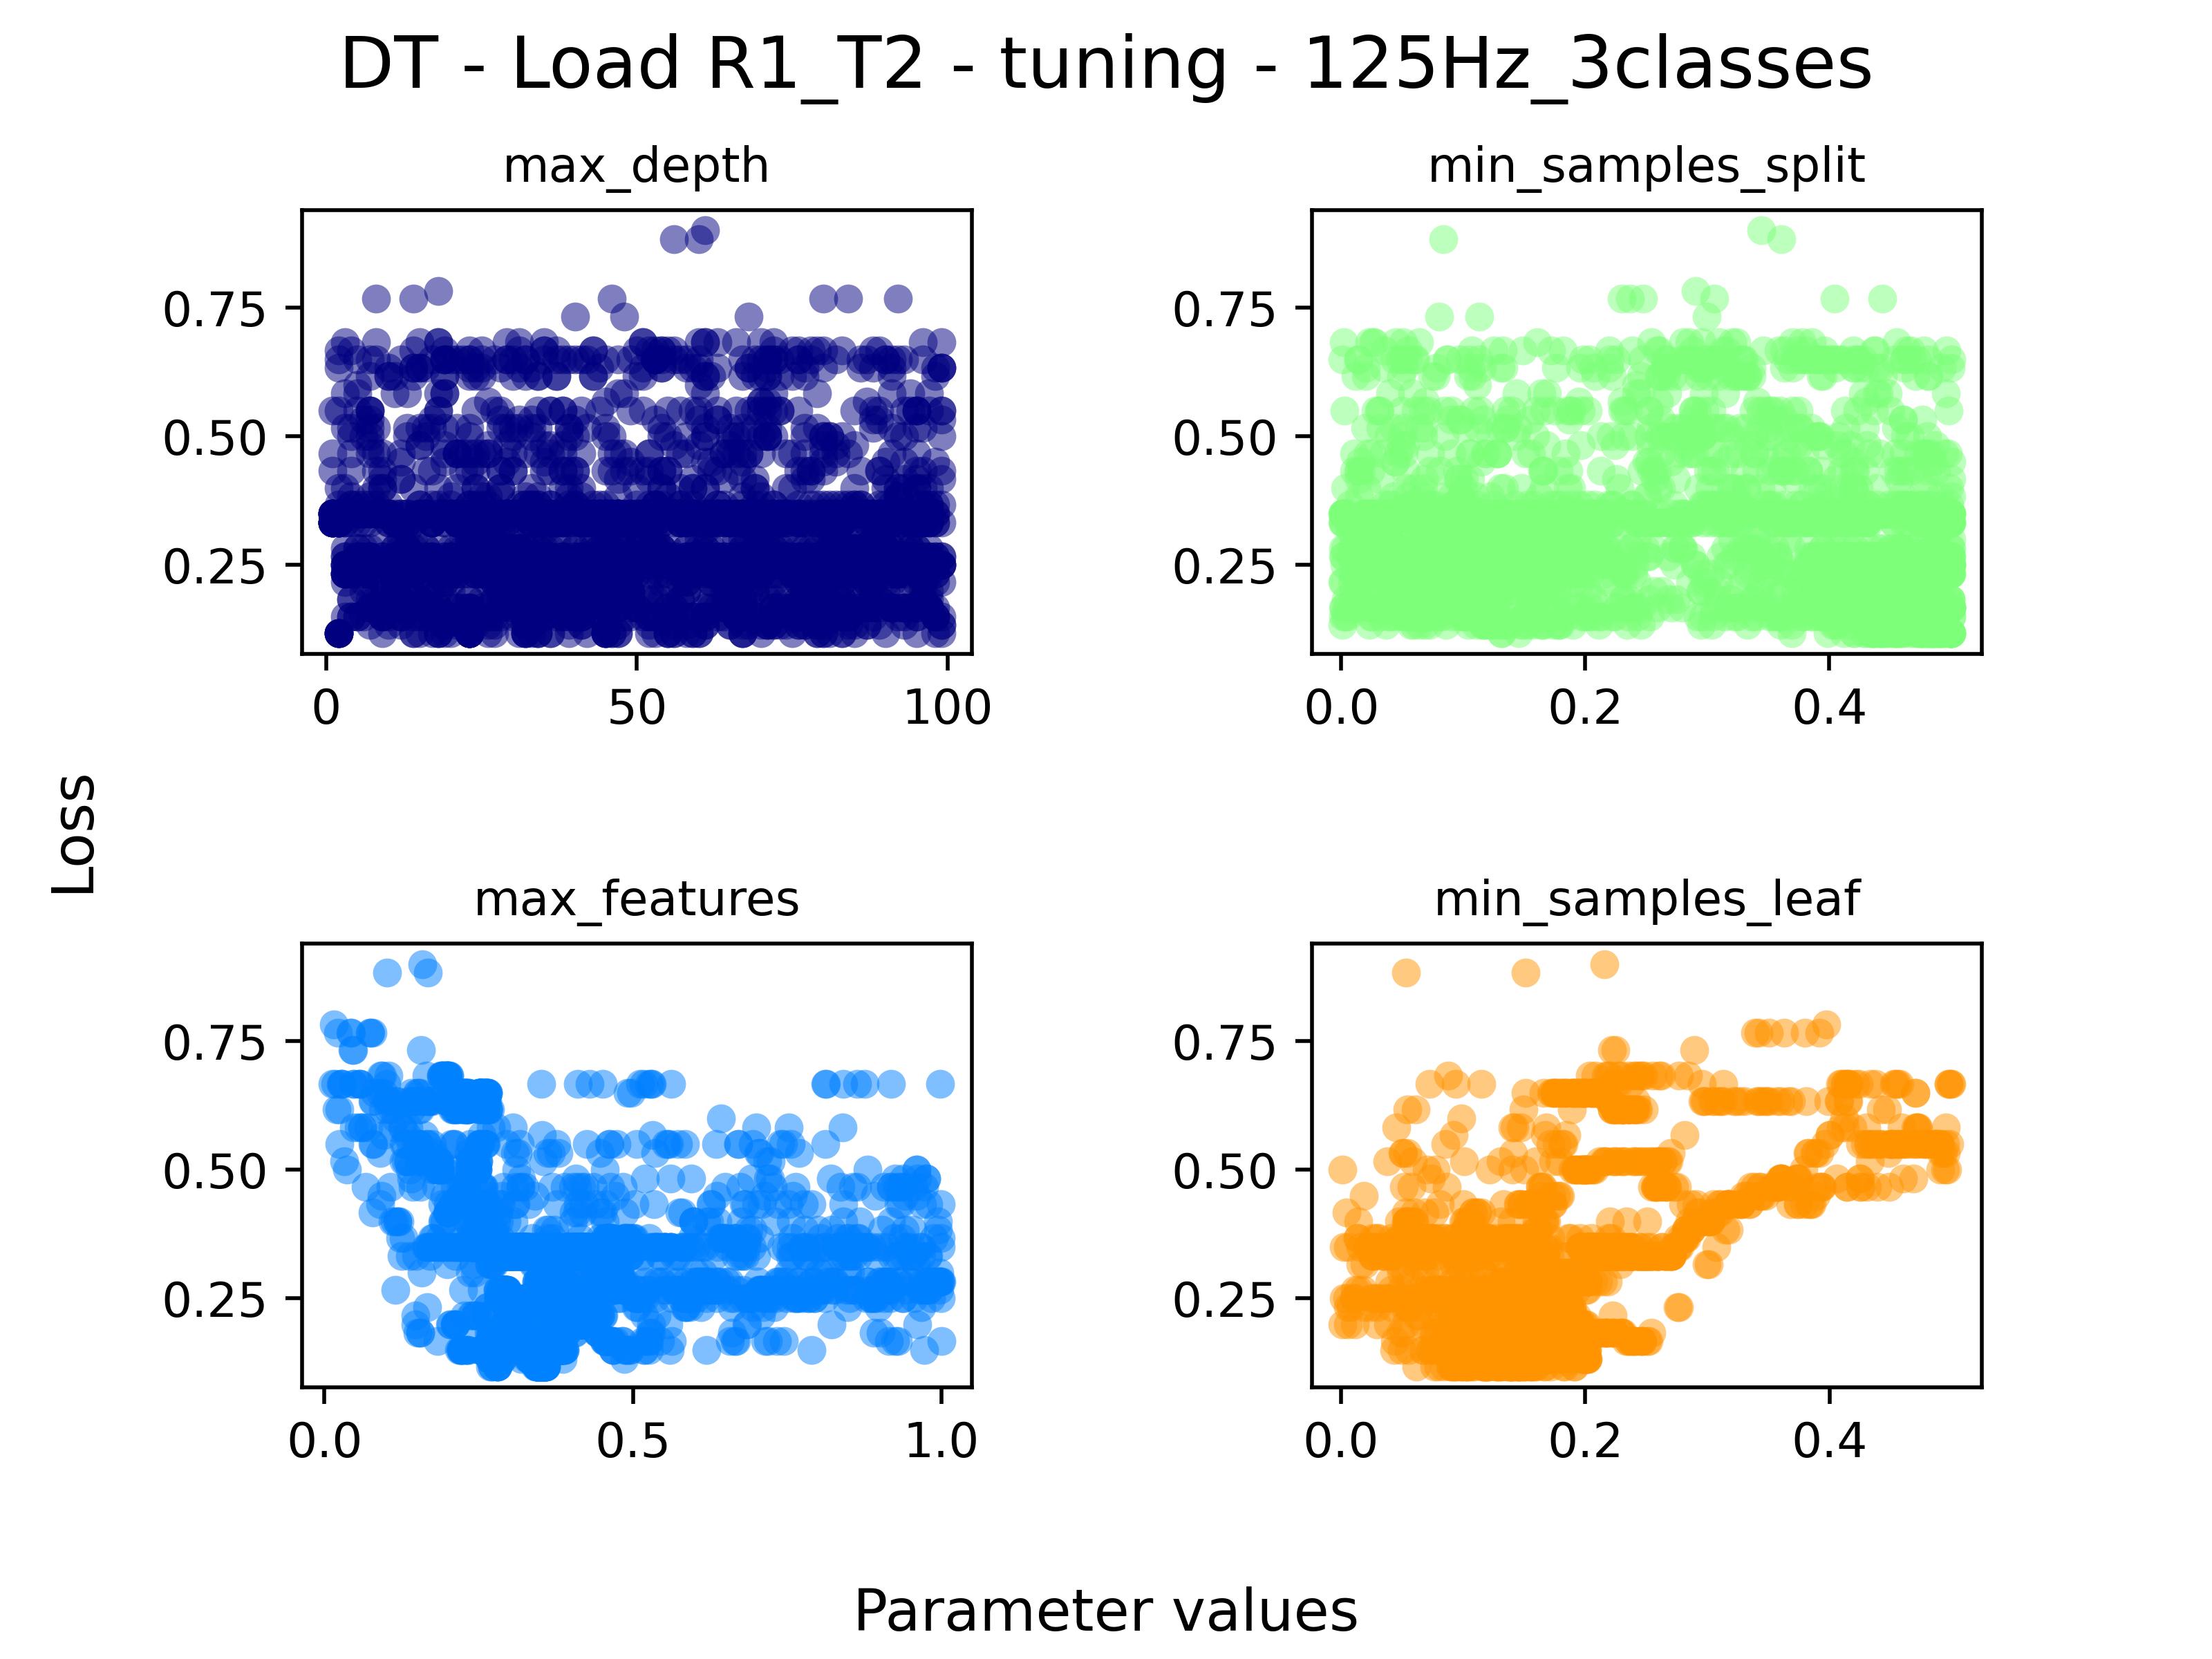 DT - Load R1_T2 - tuning - 125Hz_3classes
max_depth
0.75
0.50
0.25
0 50 100
min_samples_split
0.75
0.50
0.25
0.0 0.2 0.4
Loss
max_features
0.75
0.50
0.25
0.0 0.5 1.0
min_samples_leaf
0.75
0.50
0.25
0.0 0.2 0.4
Parameter values